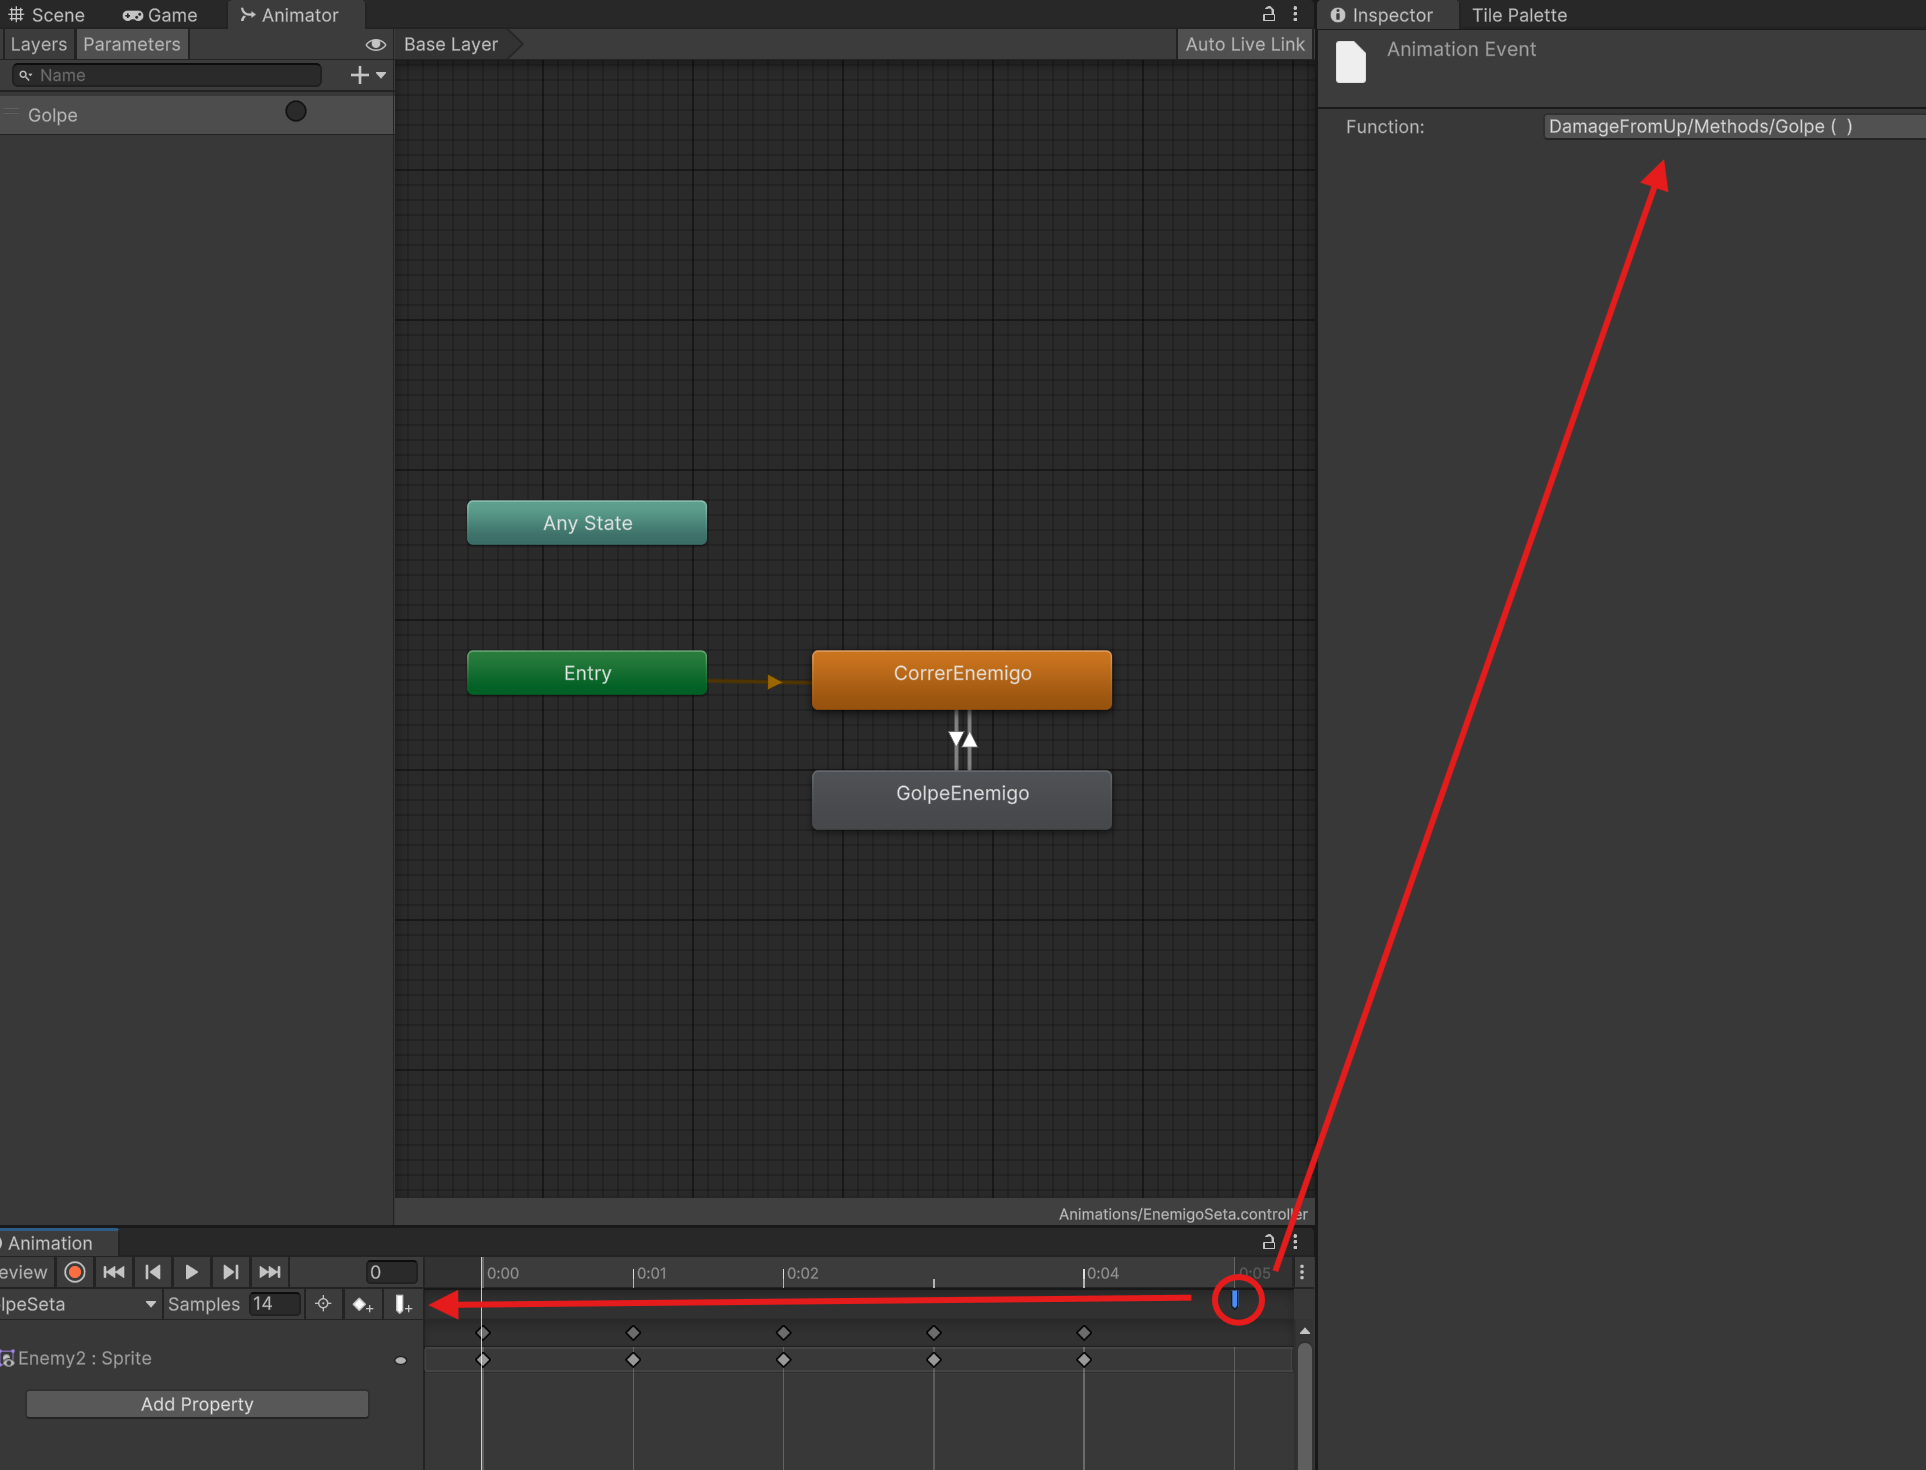 Scene
Game
Animator
Inspector
Tile Palette
Layers
Parameters
Base Layer
Auto Live Link
Name
Golpe
Animation Event
Function:
DamageFromUp/Methods/Golpe ( )
Any State
Entry
CorrerEnemigo
GolpeEnemigo
Animations/EnemigoSeta.controller
Animation
eview
0
0:00
0:01
0:02
0:04
0:05
lpeSeta
Samples
14
Enemy2 : Sprite
Add Property